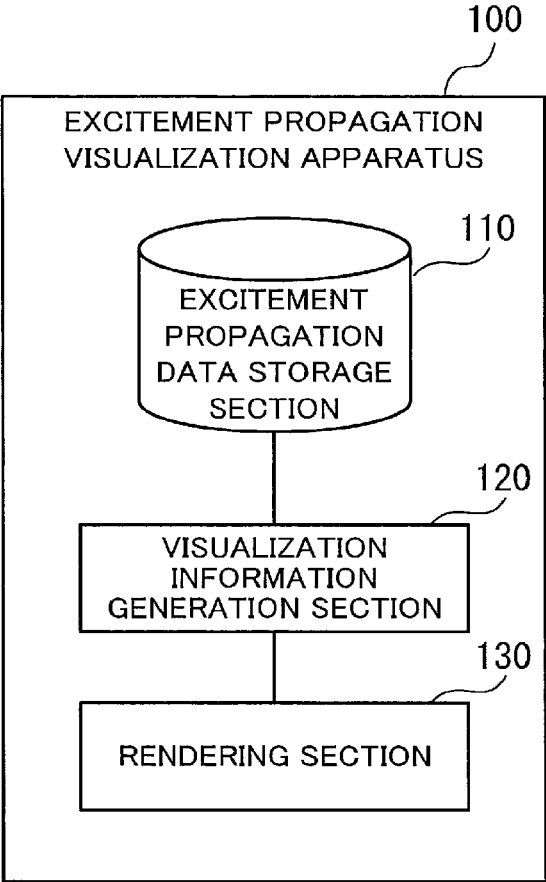 100
EXCITEMENT PROPAGATION
VISUALIZATION APPARATUS
110
EXCITEMENT
PROPAGATION
DATA STORAGE
SECTION
120
VISUALIZATION
INFORMATION
GENERATION SECTION
130
RENDERING SECTION